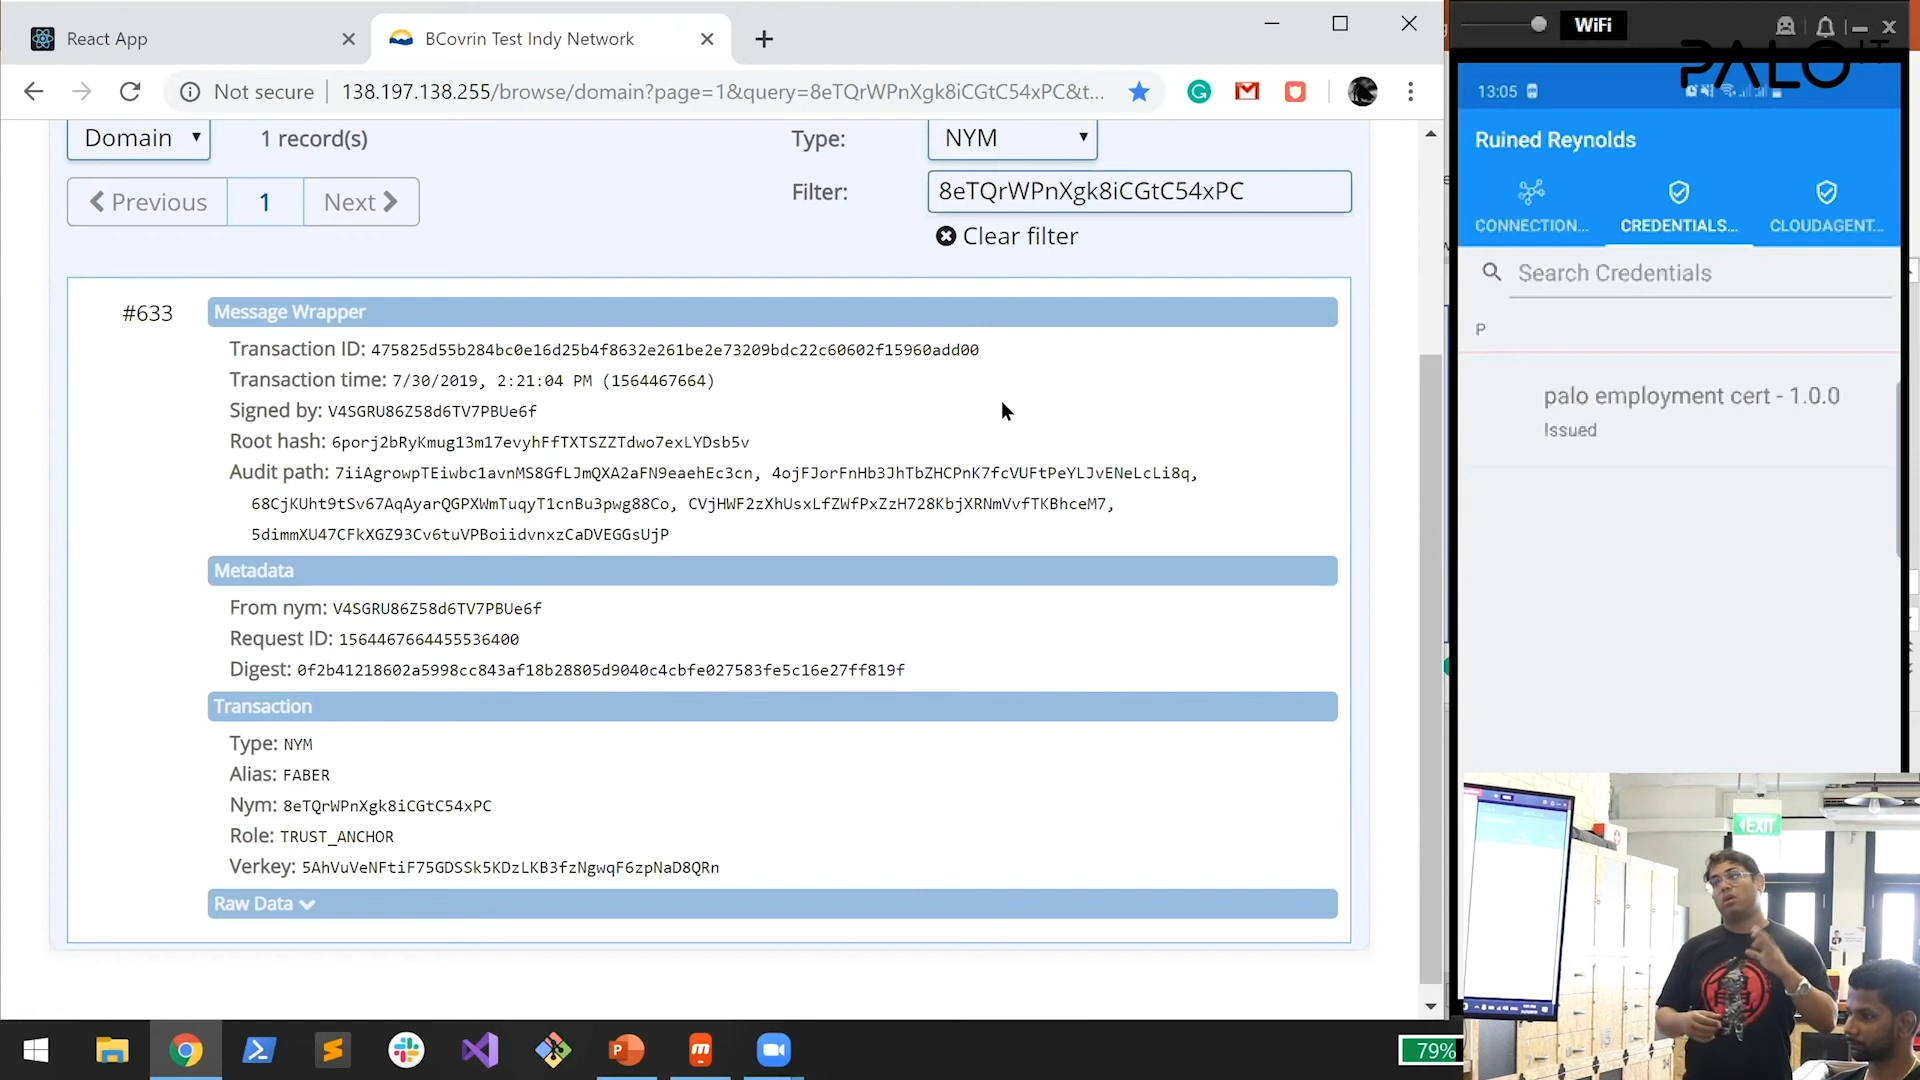 React App
BCovrin Test Indy Network
Not secure
138.197.138.255/browse/domain?page=1&query=8eTQrWPnXgk8iCGtC54xPC&t...
Domain
1 record(s)
Type:
NYM
Previous
1
Next
Filter:
8eTQrWPnXgk8iCGtC54xPC
Clear filter
#633
Message Wrapper
Transaction ID: 475825d55b284bc0e16d25b4f8632e261be2e73209bdc22c60602f15960add00
Transaction time: 7/30/2019, 2:21:04 PM (1564467664)
Signed by: V4SGRU86Z58d6TV7PBUe6f
Root hash: 6porj2bRyKmug13m17evyhFfTXTSZZTdwo7exLYDsb5v
Audit path: 7iiAgrowpTEiwbc1avnMS8GfLJmQXA2aFN9eaehEc3cn, 4ojFJorFnHb3JhTbZHCPnK7fcVUFtPeYLJvENeLcLi8q,
68CjKUht9tSv67AqAyarQGPXWmTuqyT1cnBu3pwg88Co, CVjHWF2zXhUsxLfZWfPxZzH728KbjXRNmVvfTKBhceM7,
5dimmXU47CFkXGZ93Cv6tuVPBoiidvnxzCaDVEGGsUjP
Metadata
From nym: V4SGRU86Z58d6TV7PBUe6f
Request ID: 1564467664455536400
Digest: 0f2b41218602a5998cc843af18b28805d9040c4cbfe027583fe5c16e27ff819f
Transaction
Type: NYM
Alias: FABER
Nym: 8eTQrWPnXgk8iCGtC54xPC
Role: TRUST_ANCHOR
Verkey: 5AhVuVeNFtiF75GDSSk5KDzLKB3fzNgwqF6zpNaD8QRn
Raw Data
79%
WiFi
PALO IT
13:05
Ruined Reynolds
CONNECTION...
CREDENTIALS...
CLOUDAGENT...
Search Credentials
P
palo employment cert - 1.0.0
Issued
EXIT